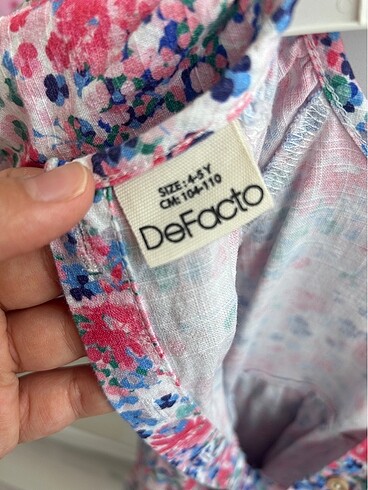 SIZE: 4-5 Y
CM: 104-110
DeFacto